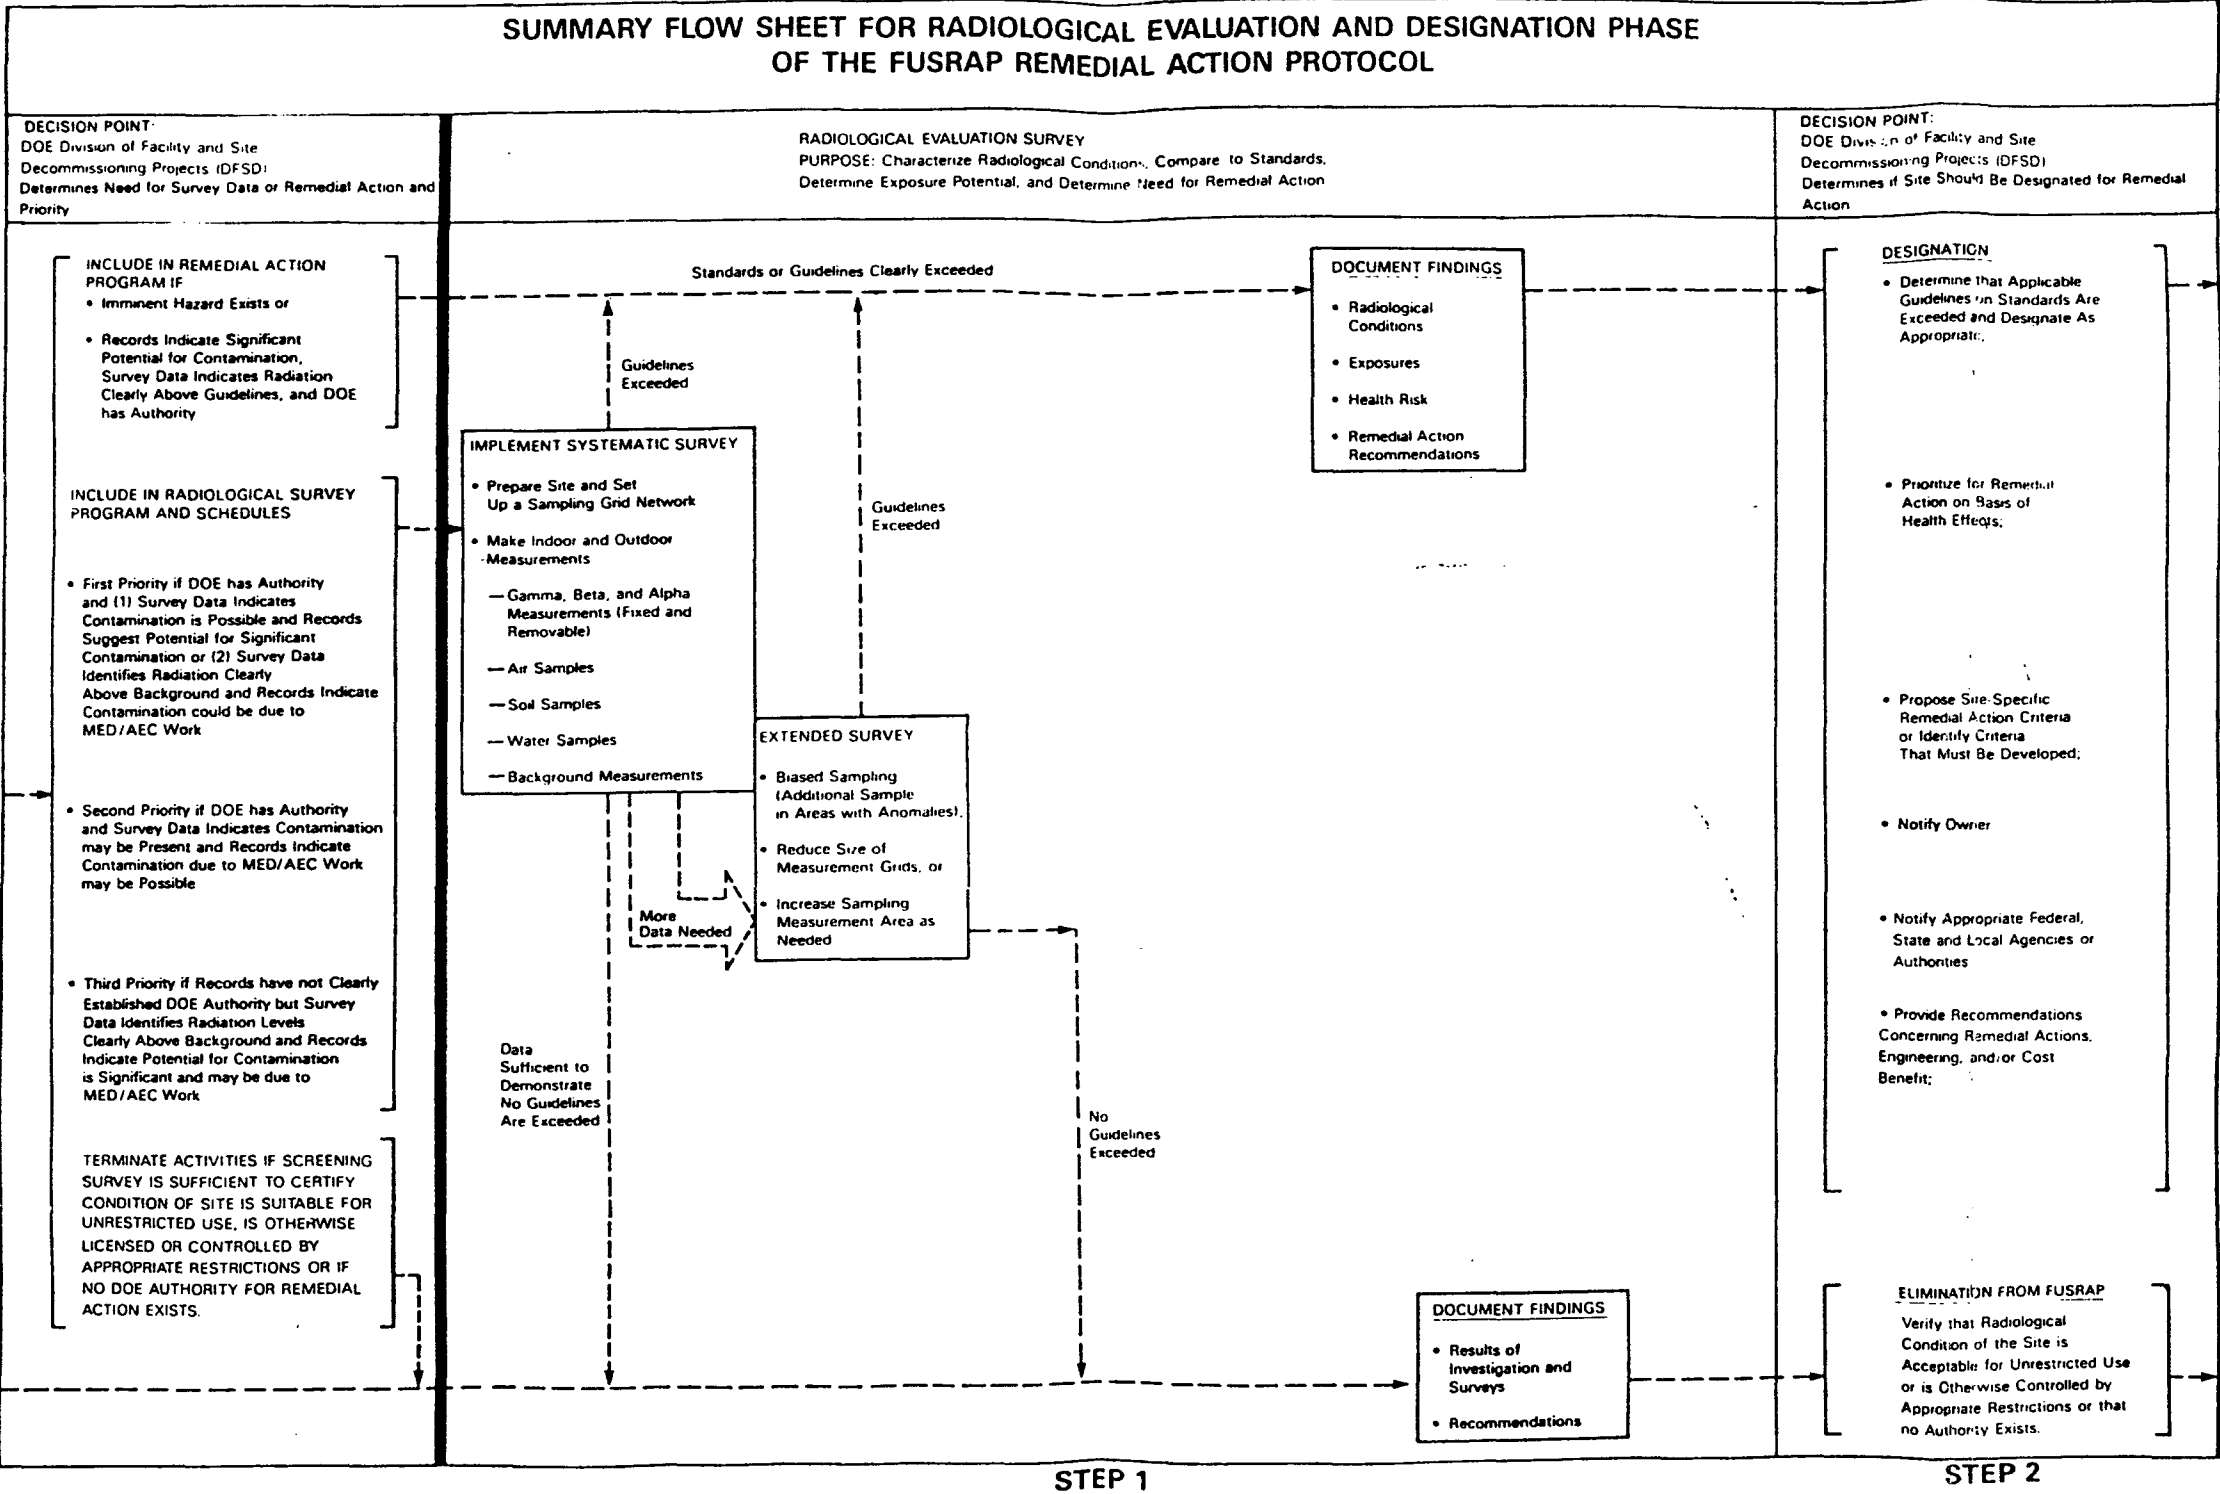 SUMMARY FLOW SHEET FOR RADIOLOGICAL EVALUATION AND DESIGNATION PHASE
OF THE FUSRAP REMEDIAL ACTION PROTOCOL
DECISION POINT:
DOE Division of Facility and Site
Decommissioning Projects (DFSD)
Determines Need for Survey Data or Remedial Action and
Priority
RADIOLOGICAL EVALUATION SURVEY
PURPOSE: Characterize Radiological Conditions, Compare to Standards,
Determine Exposure Potential, and Determine Need for Remedial Action
DECISION POINT:
DOE Division of Facility and Site
Decommissioning Projects (DFSD)
Determines if Site Should Be Designated for Remedial
Action
INCLUDE IN REMEDIAL ACTION
PROGRAM IF
• Imminent Hazard Exists or
• Records Indicate Significant
Potential for Contamination,
Survey Data Indicates Radiation
Clearly Above Guidelines, and DOE
has Authority
INCLUDE IN RADIOLOGICAL SURVEY
PROGRAM AND SCHEDULES
• First Priority if DOE has Authority
and (1) Survey Data Indicates
Contamination is Possible and Records
Suggest Potential for Significant
Contamination or (2) Survey Data
Identifies Radiation Clearly
Above Background and Records Indicate
Contamination could be due to
MED/AEC Work
• Second Priority if DOE has Authority
and Survey Data Indicates Contamination
may be Present and Records Indicate
Contamination due to MED/AEC Work
may be Possible
• Third Priority if Records have not Clearly
Established DOE Authority but Survey
Data Identifies Radiation Levels
Clearly Above Background and Records
Indicate Potential for Contamination
is Significant and may be due to
MED/AEC Work
TERMINATE ACTIVITIES IF SCREENING
SURVEY IS SUFFICIENT TO CERTIFY
CONDITION OF SITE IS SUITABLE FOR
UNRESTRICTED USE, IS OTHERWISE
LICENSED OR CONTROLLED BY
APPROPRIATE RESTRICTIONS OR IF
NO DOE AUTHORITY FOR REMEDIAL
ACTION EXISTS.
Standards or Guidelines Clearly Exceeded
Guidelines
Exceeded
IMPLEMENT SYSTEMATIC SURVEY
• Prepare Site and Set
Up a Sampling Grid Network
• Make Indoor and Outdoor
Measurements
— Gamma, Beta, and Alpha
Measurements (Fixed and
Removable)
— Air Samples
— Soil Samples
— Water Samples
— Background Measurements
Guidelines
Exceeded
EXTENDED SURVEY
• Biased Sampling
(Additional Sample
in Areas with Anomalies),
• Reduce Size of
Measurement Grids, or
• Increase Sampling
Measurement Area as
Needed
More
Data Needed
Data
Sufficient to
Demonstrate
No Guidelines
Are Exceeded
No
Guidelines
Exceeded
DOCUMENT FINDINGS
• Radiological
Conditions
• Exposures
• Health Risk
• Remedial Action
Recommendations
DOCUMENT FINDINGS
• Results of
Investigation and
Surveys
• Recommendations
DESIGNATION
• Determine that Applicable
Guidelines on Standards Are
Exceeded and Designate As
Appropriate;
• Prioritize for Remedial
Action on Basis of
Health Effects;
• Propose Site-Specific
Remedial Action Criteria
or Identify Criteria
That Must Be Developed;
• Notify Owner
• Notify Appropriate Federal,
State and Local Agencies or
Authorities
• Provide Recommendations
Concerning Remedial Actions,
Engineering, and/or Cost
Benefit;
ELIMINATION FROM FUSRAP
Verify that Radiological
Condition of the Site is
Acceptable for Unrestricted Use
or is Otherwise Controlled by
Appropriate Restrictions or that
no Authority Exists.
STEP 1
STEP 2